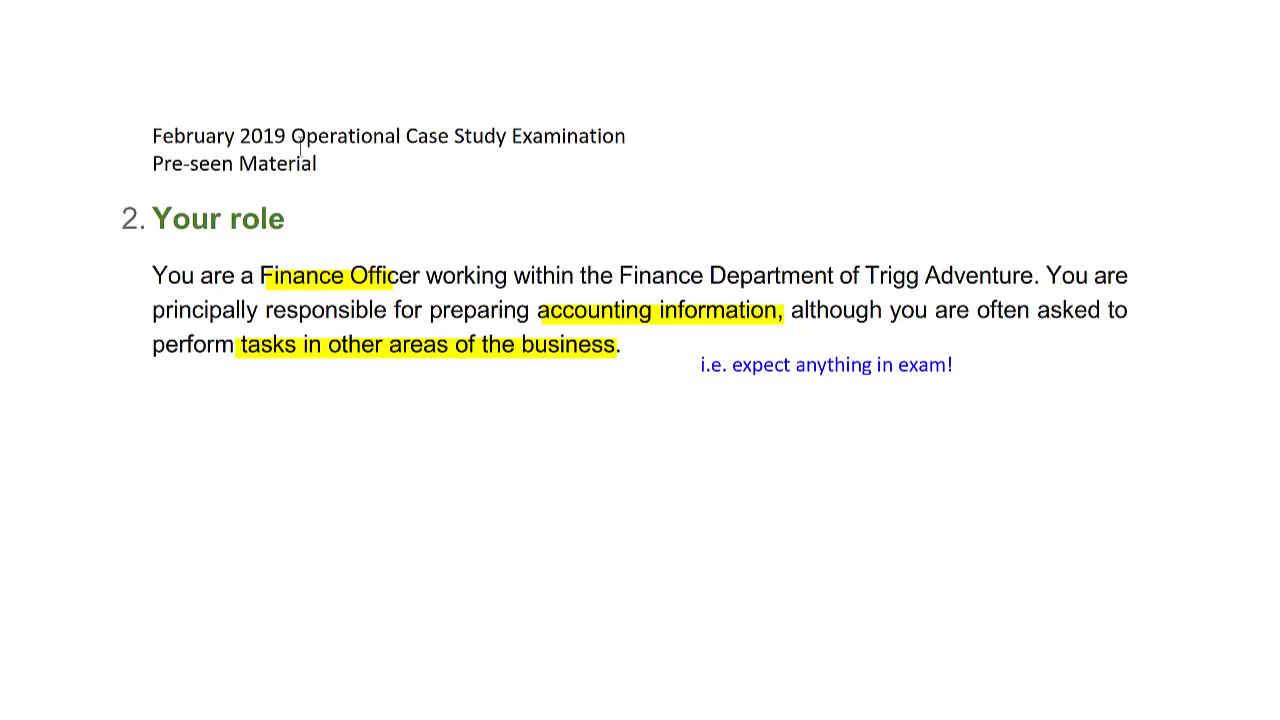 February 2019 Operational Case Study Examination
Pre-seen Material
2. Your role
You are a Finance Officer working within the Finance Department of Trigg Adventure. You are
principally responsible for preparing accounting information, although you are often asked to
perform tasks in other areas of the business.
i.e. expect anything in exam!